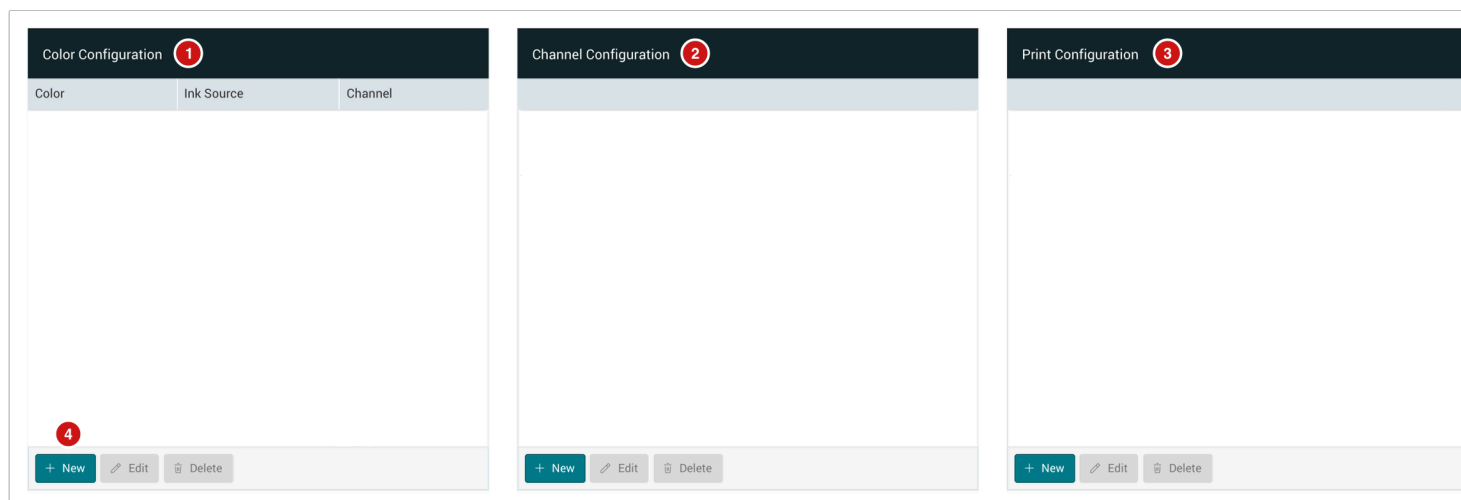 Color Configuration 1
Channel Configuration 2
Print Configuration 3
Color Ink Source Channel
4
+ New Edit Delete
+ New Edit Delete
+ New Edit Delete